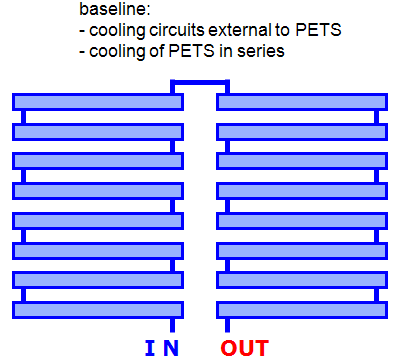 baseline:
- cooling circuits external to PETS
- cooling of PETS in series
I N
OUT